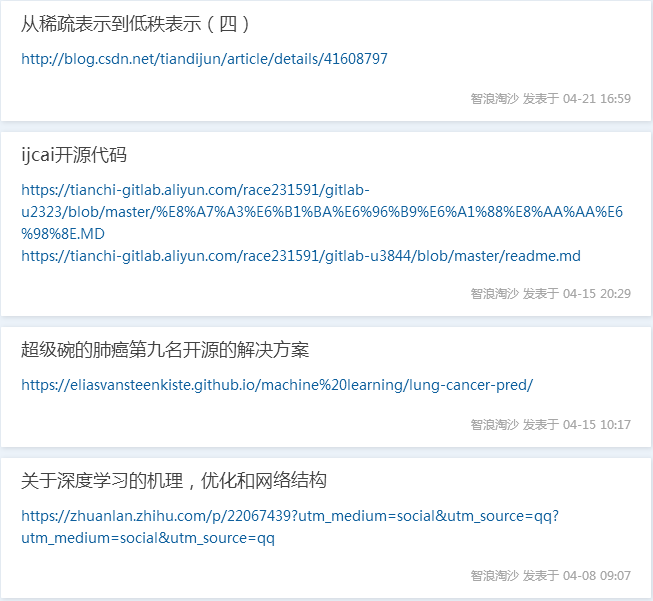 从稀疏表示到低秩表示（四）
http://blog.csdn.net/tiandijun/article/details/41608797
智浪淘沙 发表于 04-21 16:59
ijcai开源代码
https://tianchi-gitlab.aliyun.com/race231591/gitlab-
u2323/blob/master/%E8%A7%A3%E6%B1%BA%E6%96%B9%E6%A1%88%E8%AA%AA%E6
%98%8E.MD
https://tianchi-gitlab.aliyun.com/race231591/gitlab-u3844/blob/master/readme.md
智浪淘沙 发表于 04-15 20:29
超级碗的肺癌第九名开源的解决方案
https://eliasvansteenkiste.github.io/machine%20learning/lung-cancer-pred/
智浪淘沙 发表于 04-15 10:17
关于深度学习的机理，优化和网络结构
https://zhuanlan.zhihu.com/p/22067439?utm_medium=social&utm_source=qq?
utm_medium=social&utm_source=qq
智浪淘沙 发表于 04-08 09:07